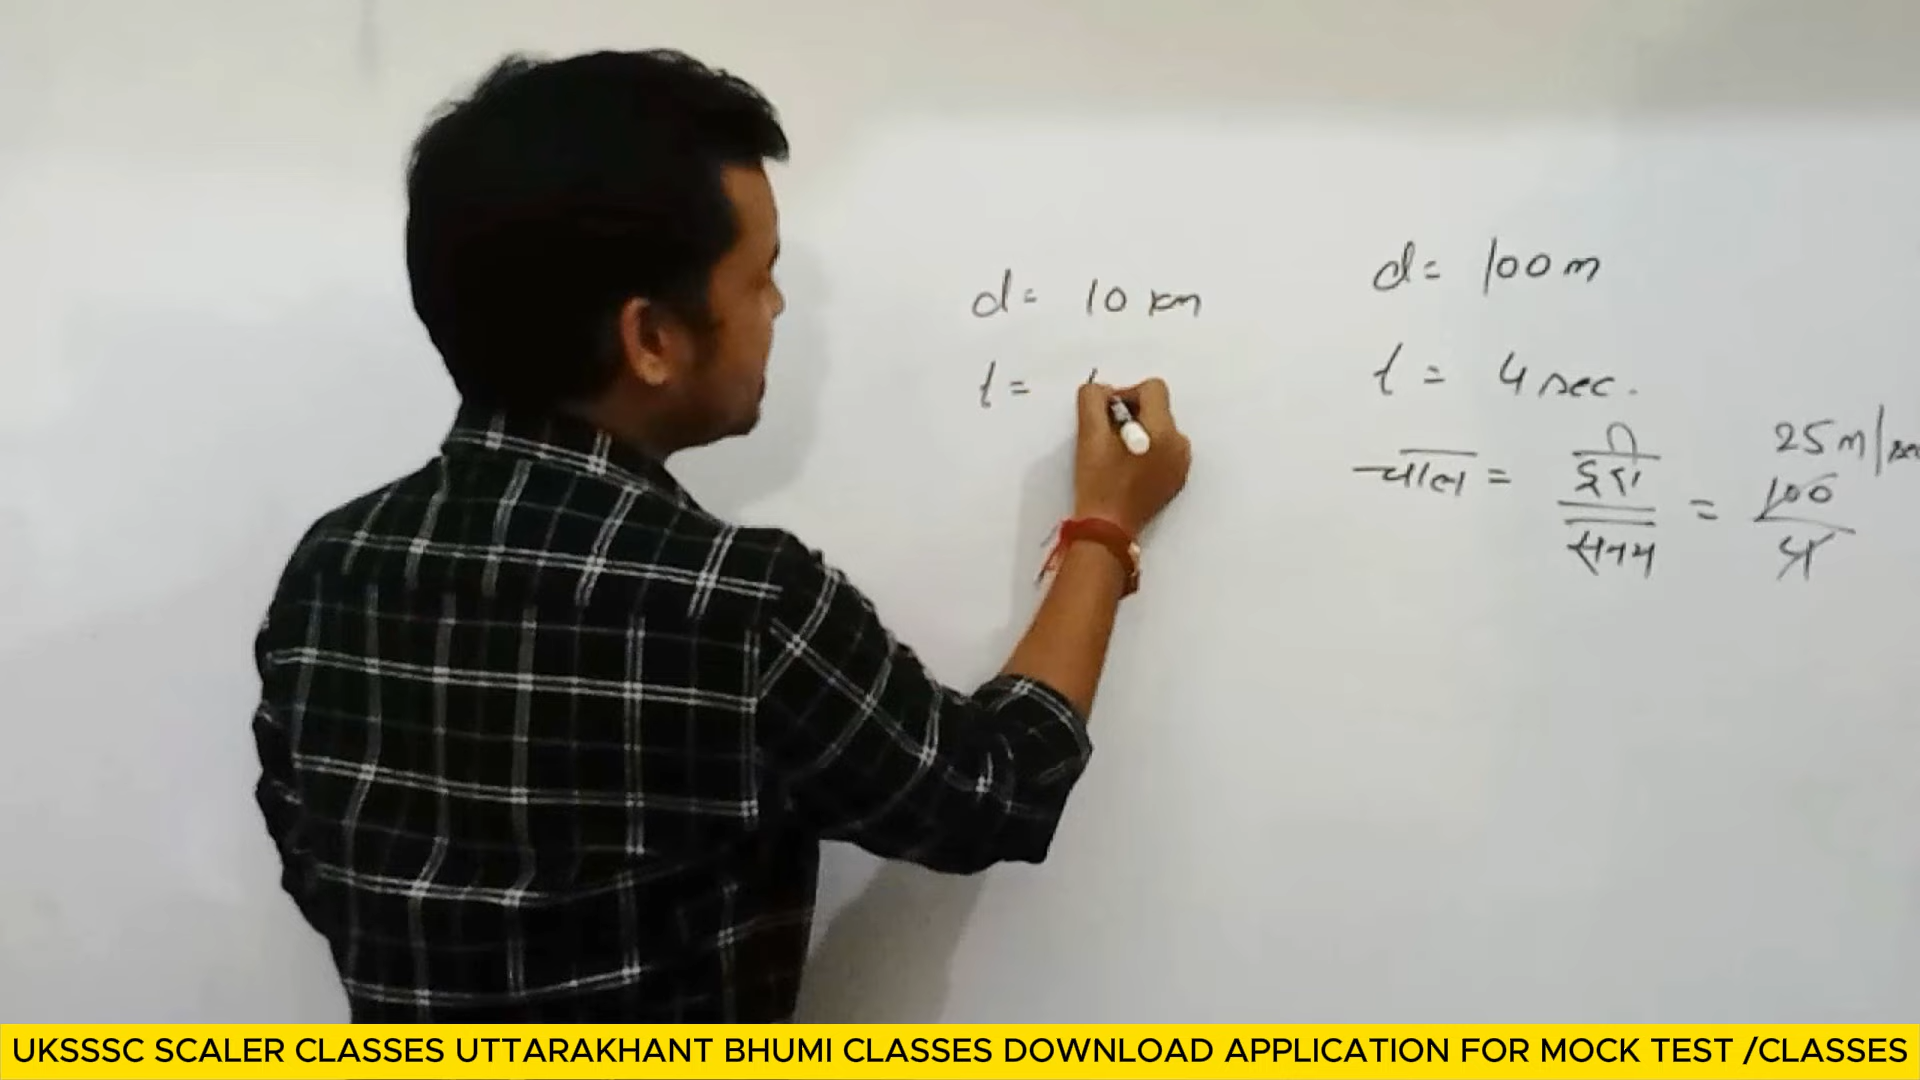 d= 10 km
t=
d= 100 m
t = 4 sec.
चाल = दूरी / समय = 100 / 4
25 m/sec
UKSSSC SCALER CLASSES UTTARAKHANT BHUMI CLASSES DOWNLOAD APPLICATION FOR MOCK TEST /CLASSES